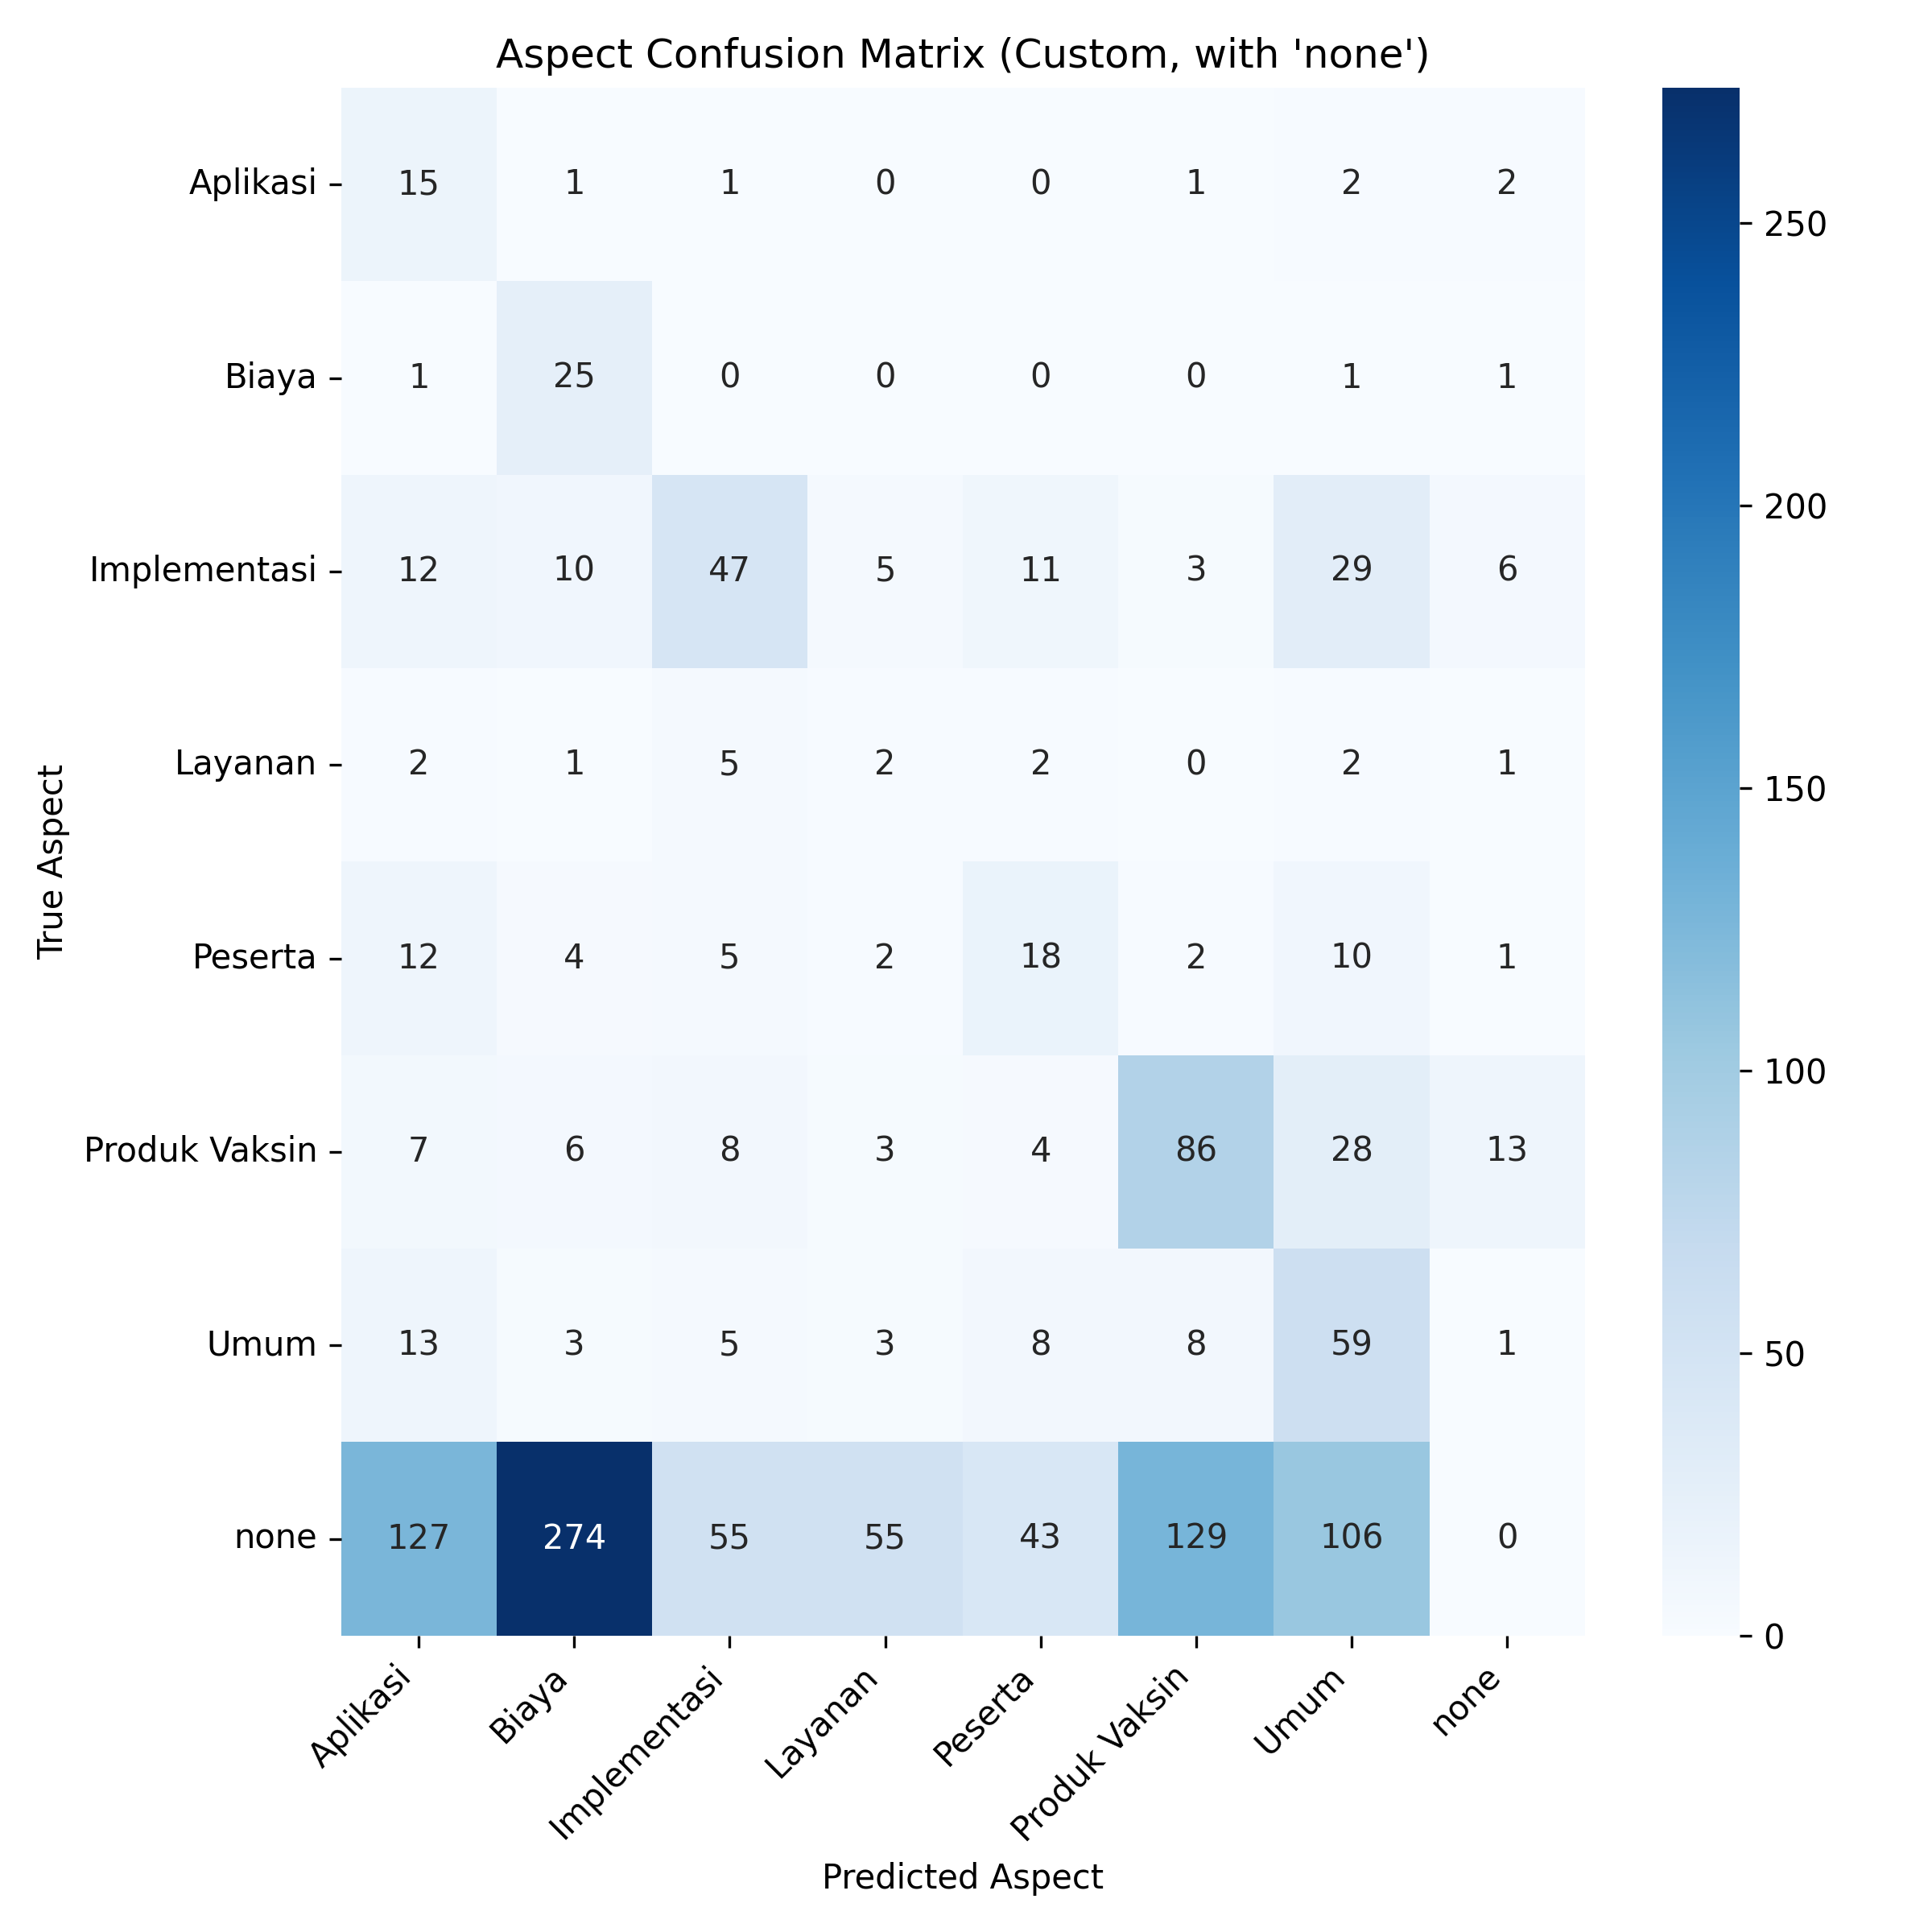 Aspect Confusion Matrix (Custom, with 'none')
True Aspect
Aplikasi 15 1 1 0 0 1 2 2
Biaya 1 25 0 0 0 0 1 1
Implementasi 12 10 47 5 11 3 29 6
Layanan 2 1 5 2 2 0 2 1
Peserta 12 4 5 2 18 2 10 1
Produk Vaksin 7 6 8 3 4 86 28 13
Umum 13 3 5 3 8 8 59 1
none 127 274 55 55 43 129 106 0
Aplikasi Biaya Implementasi Layanan Peserta Produk Vaksin Umum none
Predicted Aspect
250
200
150
100
50
0